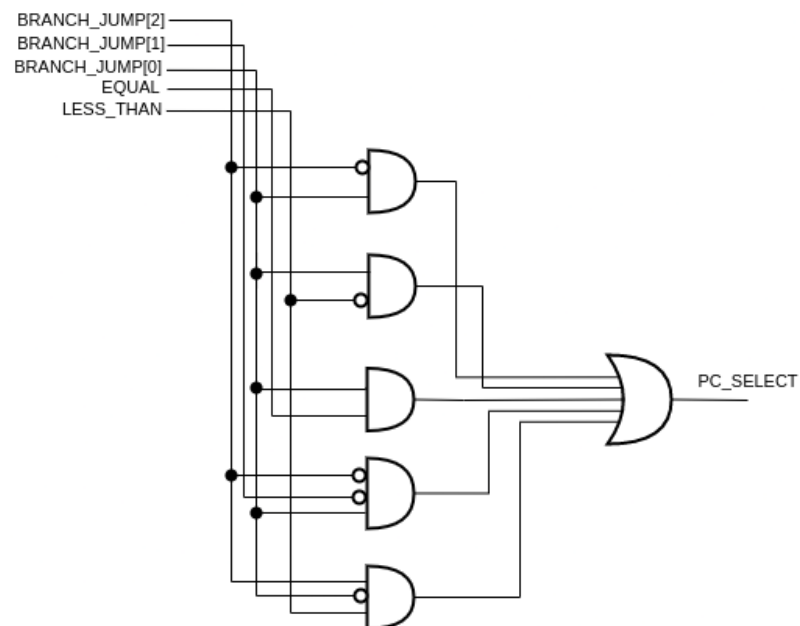 BRANCH_JUMP[2]
BRANCH_JUMP[1]
BRANCH_JUMP[0]
EQUAL
LESS_THAN
PC_SELECT